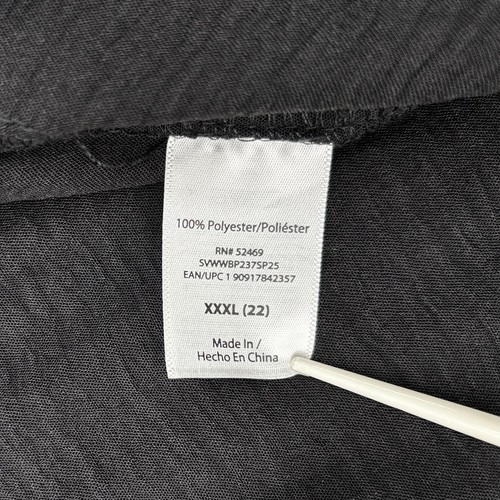 100% Polyester/Poliéster
RN# 52469
SVWWBP237SP25
EAN/UPC 1 90917842357
XXXL (22)
Made In /
Hecho En China